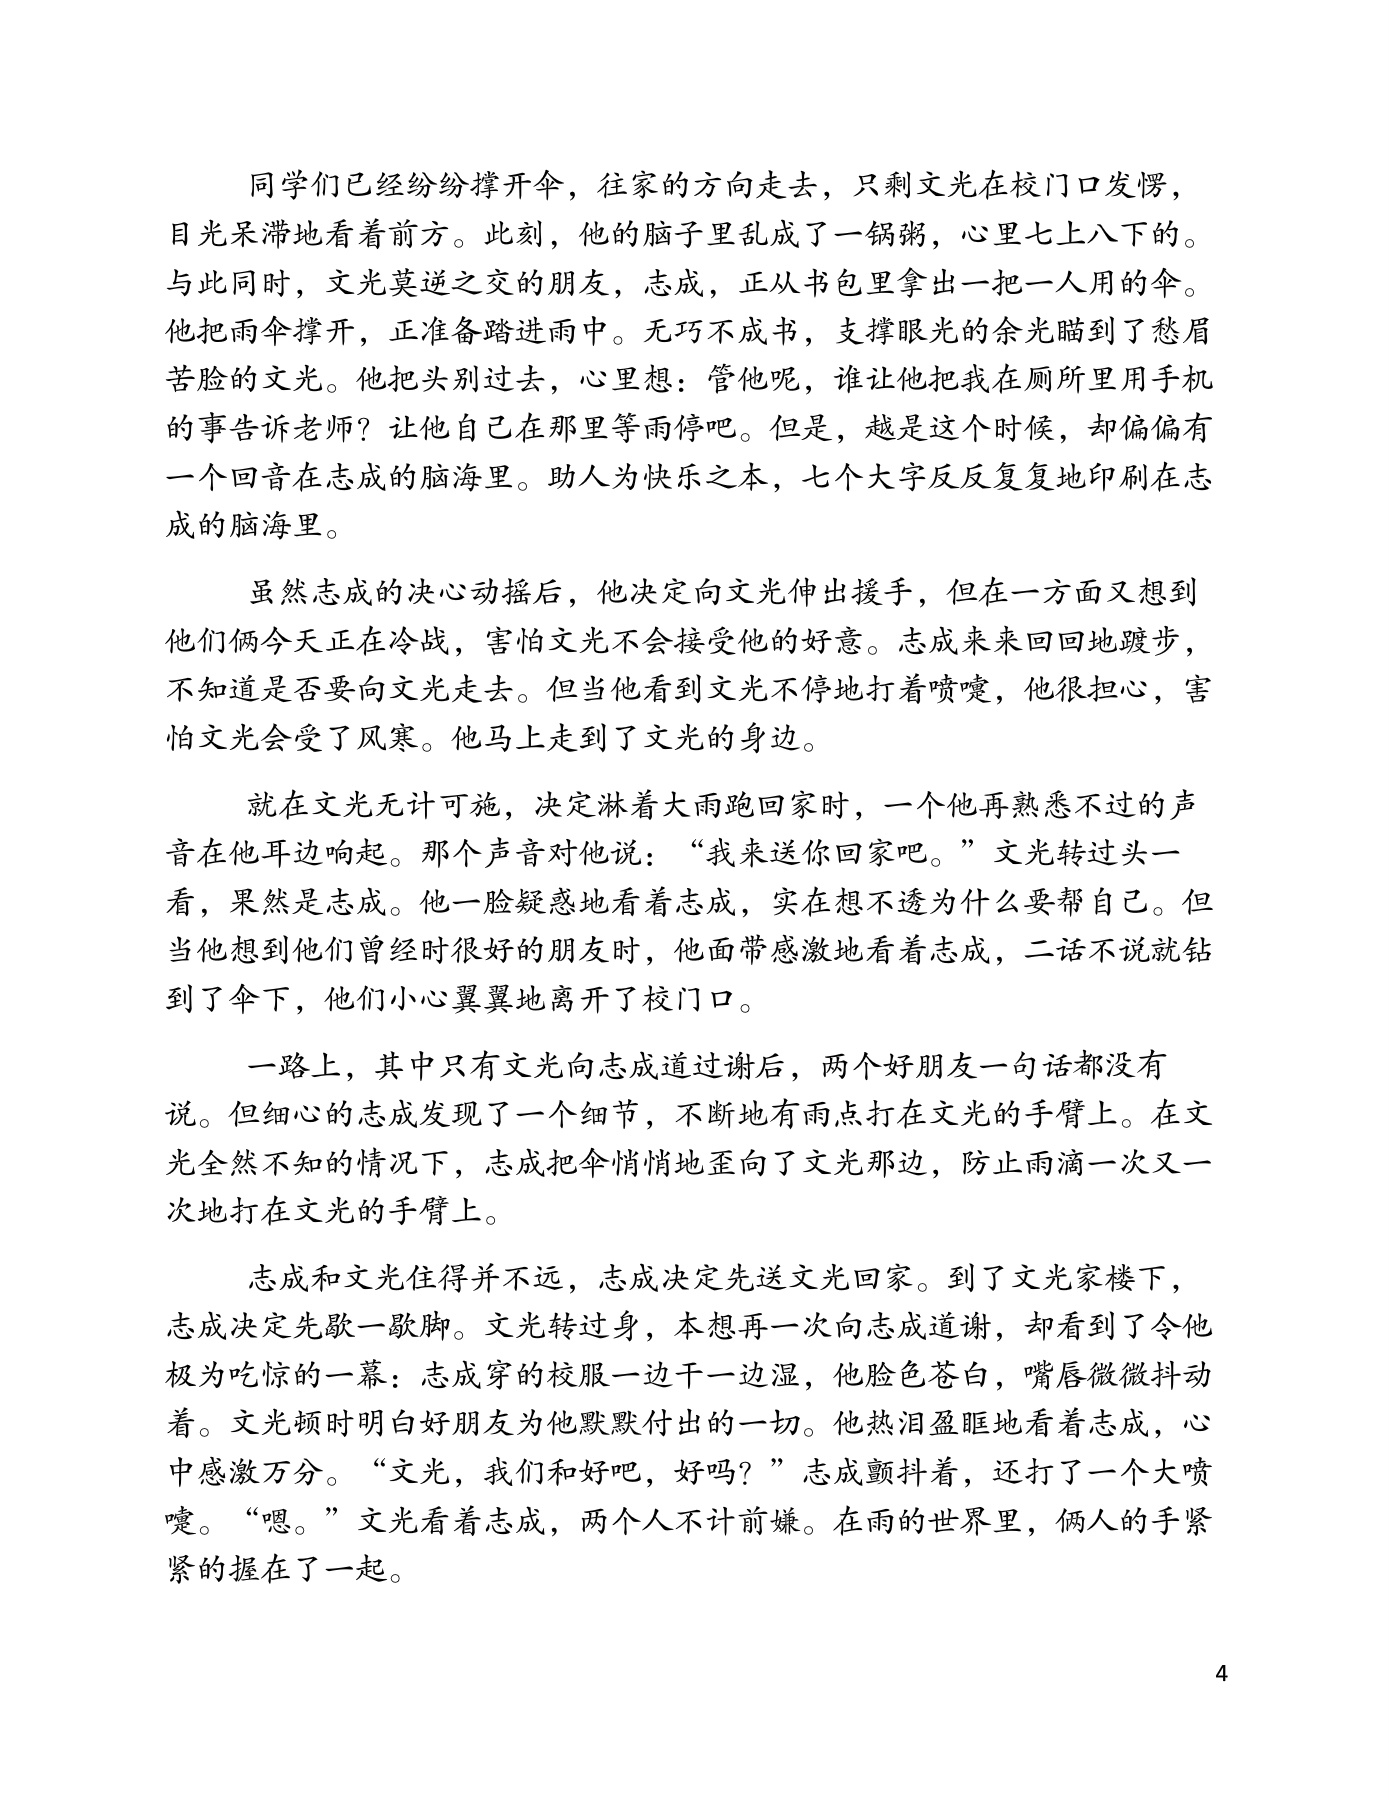 同学们已经纷纷撑开伞，往家的方向走去，只剩文光在校门口发愣，
目光呆滞地看着前方。此刻，他的脑子里乱成了一锅粥，心里七上八下的。
与此同时，文光莫逆之交的朋友，志成，正从书包里拿出一把一人用的伞。
他把雨伞撑开，正准备踏进雨中。无巧不成书，支撑眼光的余光瞄到了愁眉
苦脸的文光。他把头别过去，心里想：管他呢，谁让他把我在厕所里用手机
的事告诉老师？让他自己在那里等雨停吧。但是，越是这个时候，却偏偏有
一个回音在志成的脑海里。助人为快乐之本，七个大字反反复复地印刷在志
成的脑海里。
虽然志成的决心动摇后，他决定向文光伸出援手，但在一方面又想到
他们俩今天正在冷战，害怕文光不会接受他的好意。志成来来回回地踱步，
不知道是否要向文光走去。但当他看到文光不停地打着喷嚏，他很担心，害
怕文光会受了风寒。他马上走到了文光的身边。
就在文光无计可施，决定淋着大雨跑回家时，一个他再熟悉不过的声
音在他耳边响起。那个声音对他说：“我来送你回家吧。”文光转过头一
看，果然是志成。他一脸疑惑地看着志成，实在想不透为什么要帮自己。但
当他想到他们曾经时很好的朋友时，他面带感激地看着志成，二话不说就钻
到了伞下，他们小心翼翼地离开了校门口。
一路上，其中只有文光向志成道过谢后，两个好朋友一句话都没有
说。但细心的志成发现了一个细节，不断地有雨点打在文光的手臂上。在文
光全然不知的情况下，志成把伞悄悄地歪向了文光那边，防止雨滴一次又一
次地打在文光的手臂上。
志成和文光住得并不远，志成决定先送文光回家。到了文光家楼下，
志成决定先歇一歇脚。文光转过身，本想再一次向志成道谢，却看到了令他
极为吃惊的一幕：志成穿的校服一边干一边湿，他脸色苍白，嘴唇微微抖动
着。文光顿时明白好朋友为他默默付出的一切。他热泪盈眶地看着志成，心
中感激万分。“文光，我们和好吧，好吗？”志成颤抖着，还打了一个大喷
嚏。“嗯。”文光看着志成，两个人不计前嫌。在雨的世界里，俩人的手紧
紧的握在了一起。
4